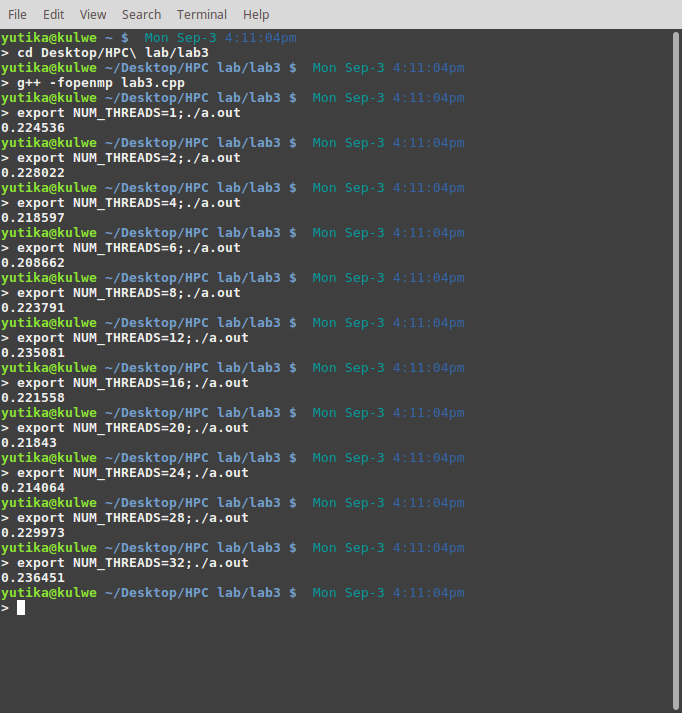 File Edit View Search Terminal Help
yutika@kulwe ~ $  Mon Sep-3 4:11:04pm
> cd Desktop/HPC\ lab/lab3
yutika@kulwe ~/Desktop/HPC lab/lab3 $  Mon Sep-3 4:11:04pm
> g++ -fopenmp lab3.cpp
yutika@kulwe ~/Desktop/HPC lab/lab3 $  Mon Sep-3 4:11:04pm
> export NUM_THREADS=1;./a.out
0.224536
yutika@kulwe ~/Desktop/HPC lab/lab3 $  Mon Sep-3 4:11:04pm
> export NUM_THREADS=2;./a.out
0.228022
yutika@kulwe ~/Desktop/HPC lab/lab3 $  Mon Sep-3 4:11:04pm
> export NUM_THREADS=4;./a.out
0.218597
yutika@kulwe ~/Desktop/HPC lab/lab3 $  Mon Sep-3 4:11:04pm
> export NUM_THREADS=6;./a.out
0.208662
yutika@kulwe ~/Desktop/HPC lab/lab3 $  Mon Sep-3 4:11:04pm
> export NUM_THREADS=8;./a.out
0.223791
yutika@kulwe ~/Desktop/HPC lab/lab3 $  Mon Sep-3 4:11:04pm
> export NUM_THREADS=12;./a.out
0.235081
yutika@kulwe ~/Desktop/HPC lab/lab3 $  Mon Sep-3 4:11:04pm
> export NUM_THREADS=16;./a.out
0.221558
yutika@kulwe ~/Desktop/HPC lab/lab3 $  Mon Sep-3 4:11:04pm
> export NUM_THREADS=20;./a.out
0.21843
yutika@kulwe ~/Desktop/HPC lab/lab3 $  Mon Sep-3 4:11:04pm
> export NUM_THREADS=24;./a.out
0.214064
yutika@kulwe ~/Desktop/HPC lab/lab3 $  Mon Sep-3 4:11:04pm
> export NUM_THREADS=28;./a.out
0.229973
yutika@kulwe ~/Desktop/HPC lab/lab3 $  Mon Sep-3 4:11:04pm
> export NUM_THREADS=32;./a.out
0.236451
yutika@kulwe ~/Desktop/HPC lab/lab3 $  Mon Sep-3 4:11:04pm
>